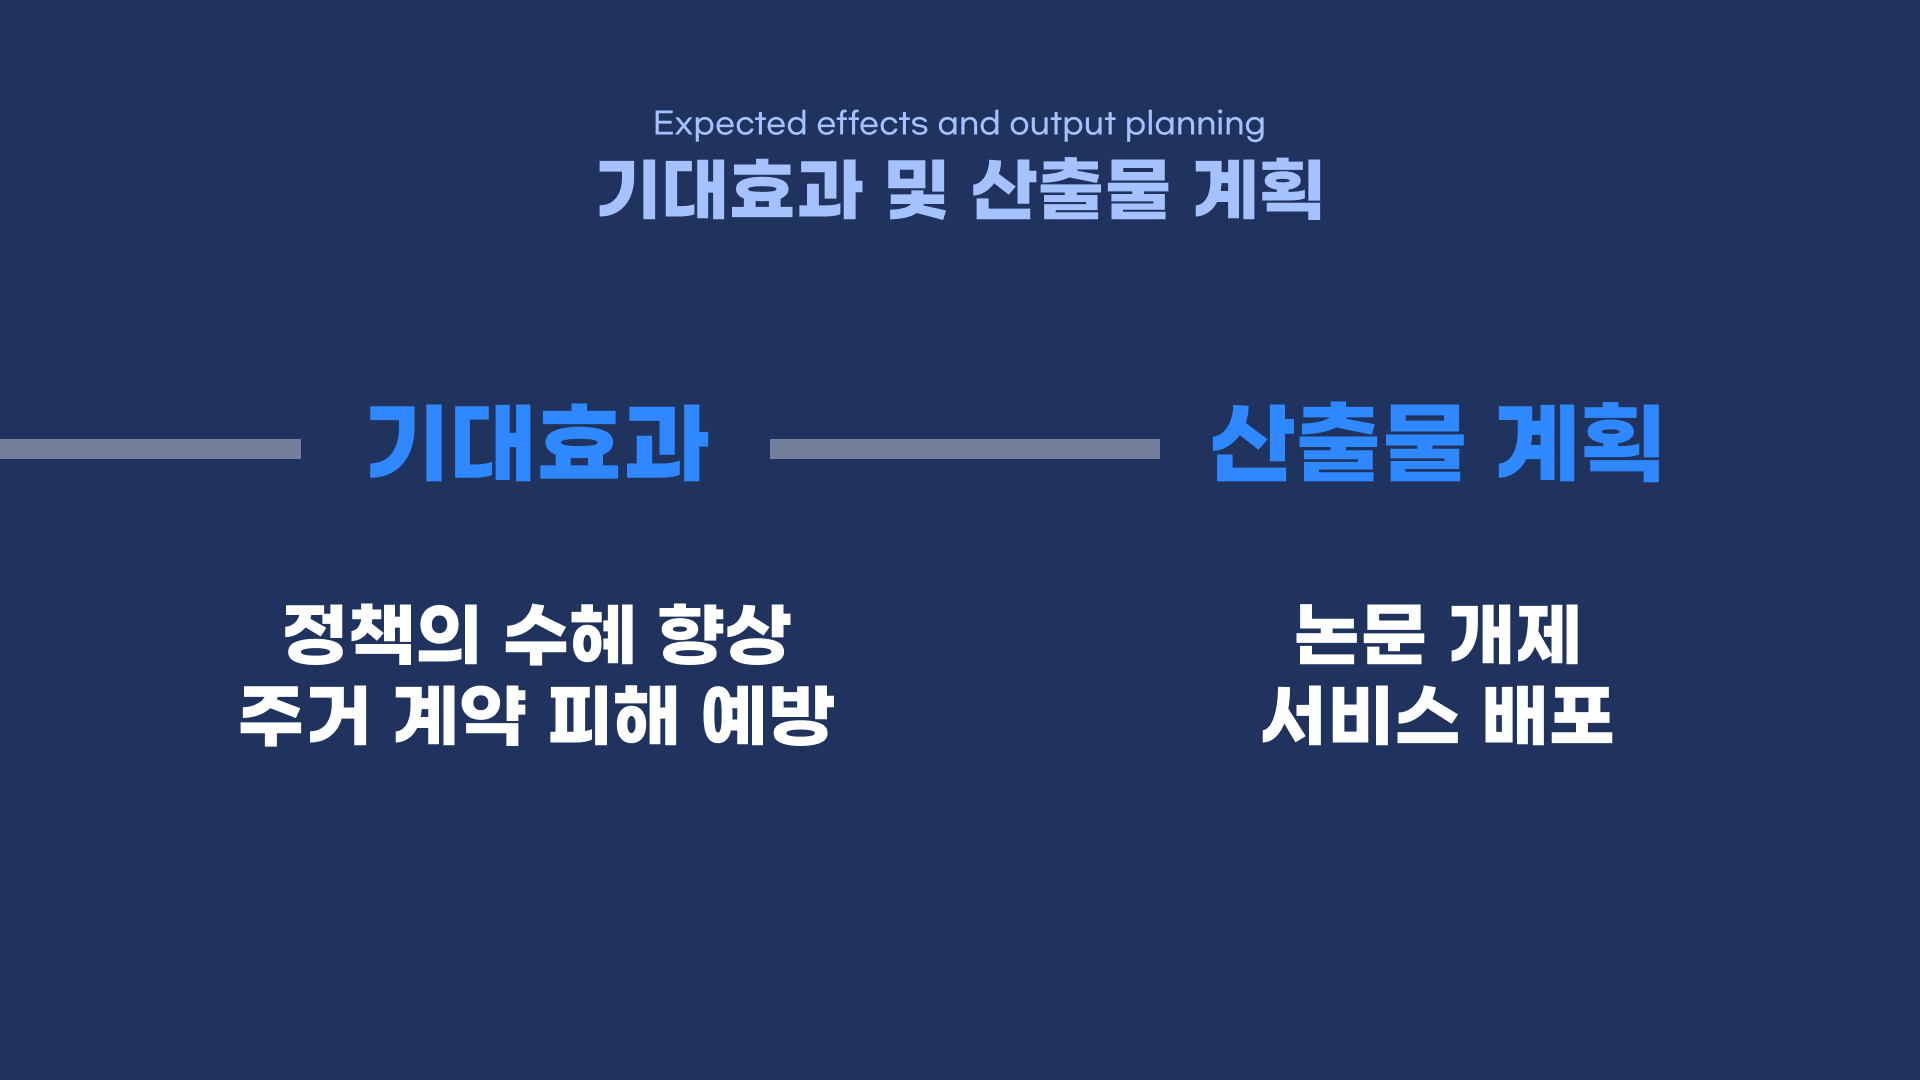 Expected effects and output planning
기대효과 및 산출물 계획
기대효과
정책의 수혜 향상
주거 계약 피해 예방
산출물 계획
논문 개제
서비스 배포